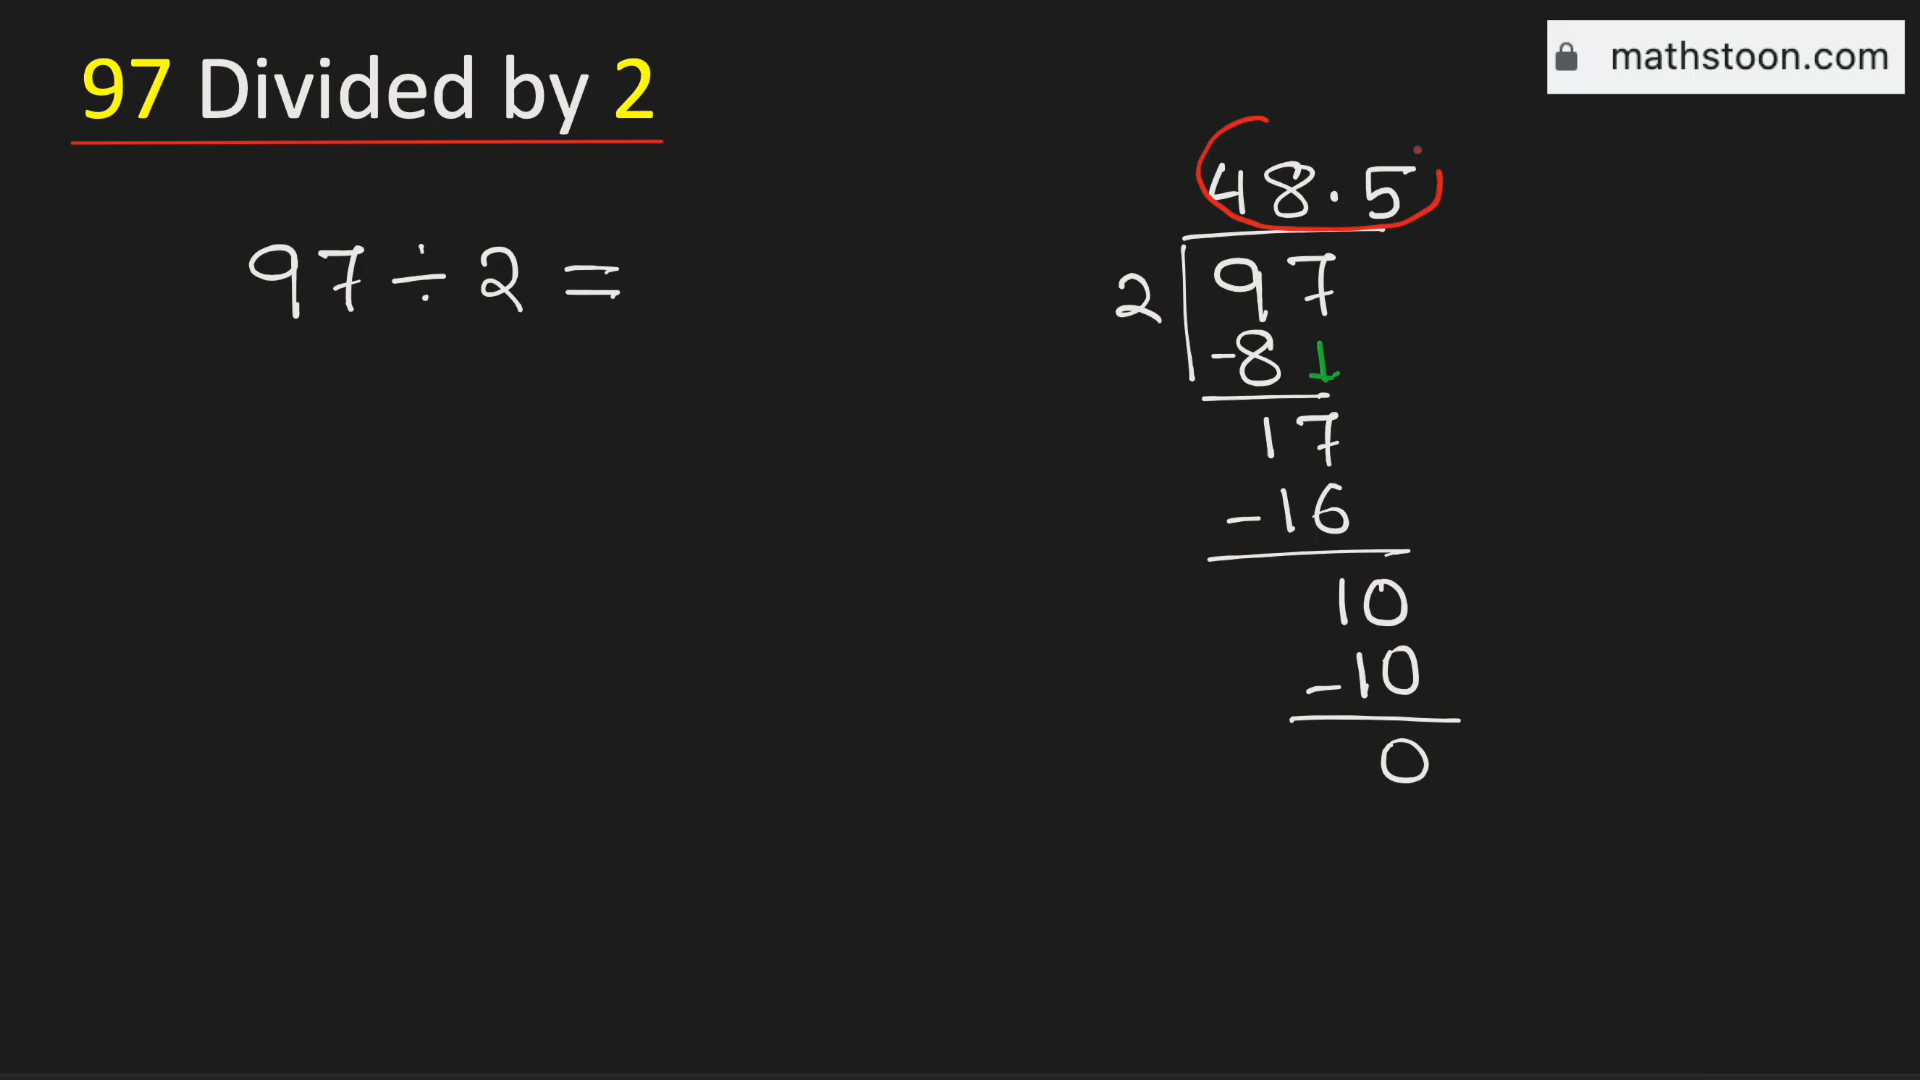 97 Divided by 2
mathstoon.com
97 ÷ 2 =
48.5
2 97
-8
17
-16
10
-10
0